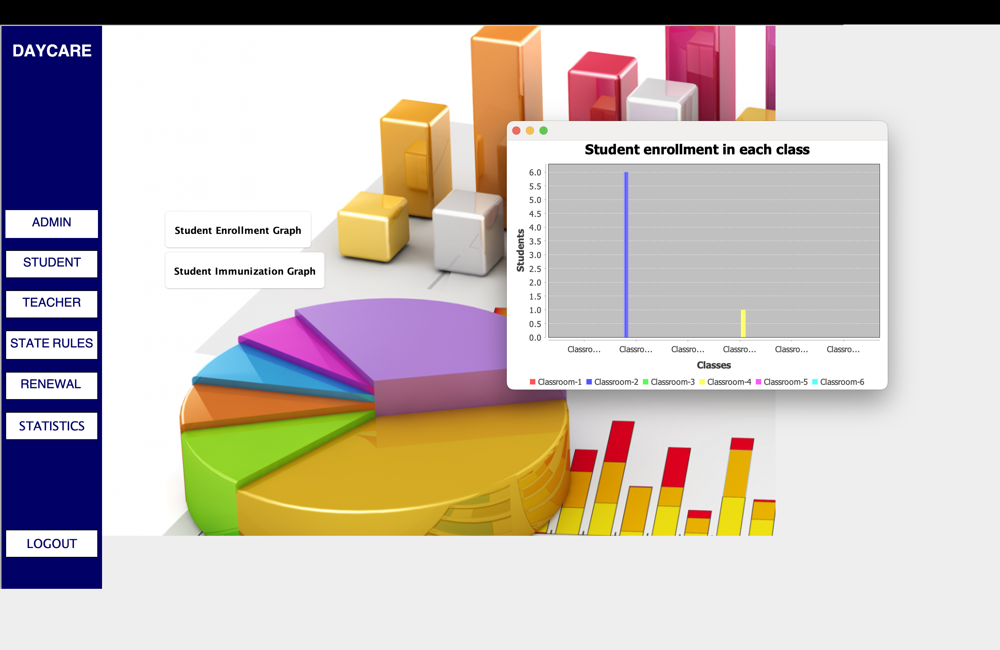 DAYCARE
ADMIN
STUDENT
TEACHER
STATE RULES
RENEWAL
STATISTICS
LOGOUT
Student Enrollment Graph
Student Immunization Graph
Student enrollment in each class
Students
6.0
5.5
5.0
4.5
4.0
3.5
3.0
2.5
2.0
1.5
1.0
0.5
0.0
Classro... Classro... Classro... Classro... Classro... Classro...
Classes
Classroom-1 Classroom-2 Classroom-3 Classroom-4 Classroom-5 Classroom-6